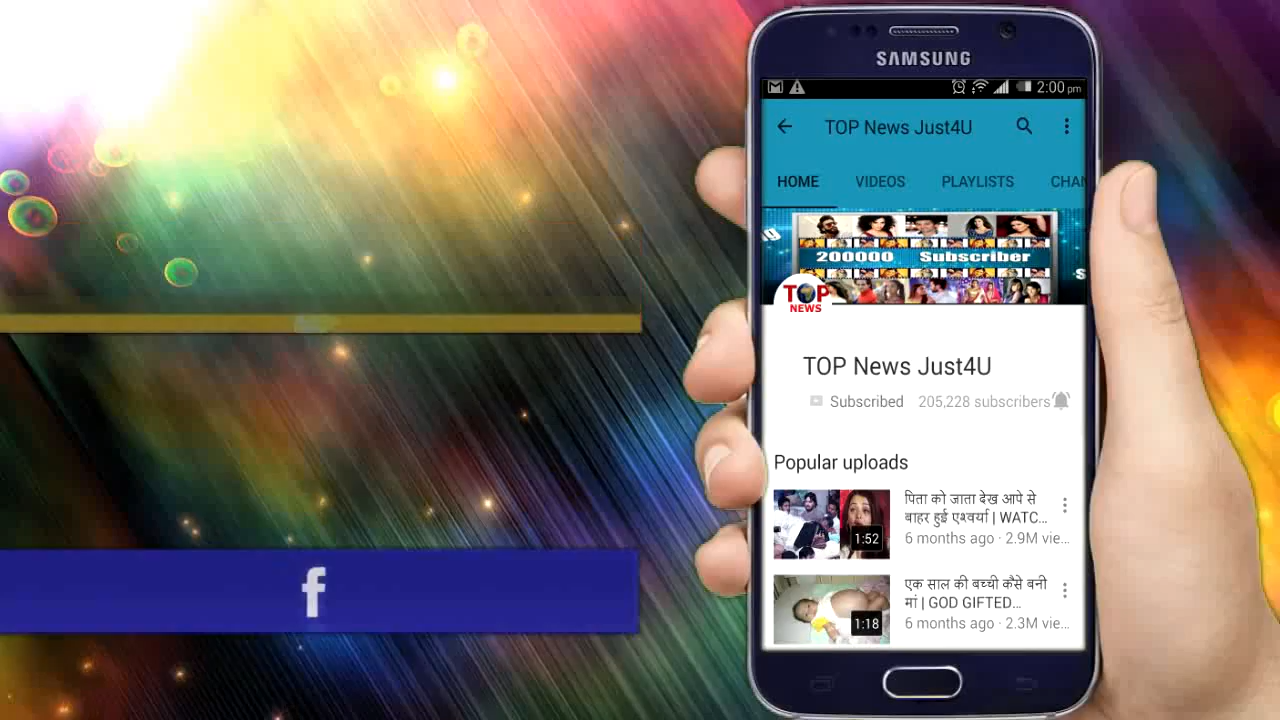 SAMSUNG
2:00 pm
TOP News Just4U
HOME VIDEOS PLAYLISTS CHAN
200000 Subscriber
TOP
NEWS
TOP News Just4U
Subscribed 205,228 subscribers
Popular uploads
पिता को जाता देख आपे से
बाहर हुई एश्वर्या | WATC...
1:52
6 months ago · 2.9M vie...
एक साल की बच्ची कैसे बनी
मां | GOD GIFTED...
1:18
6 months ago · 2.3M vie...
f